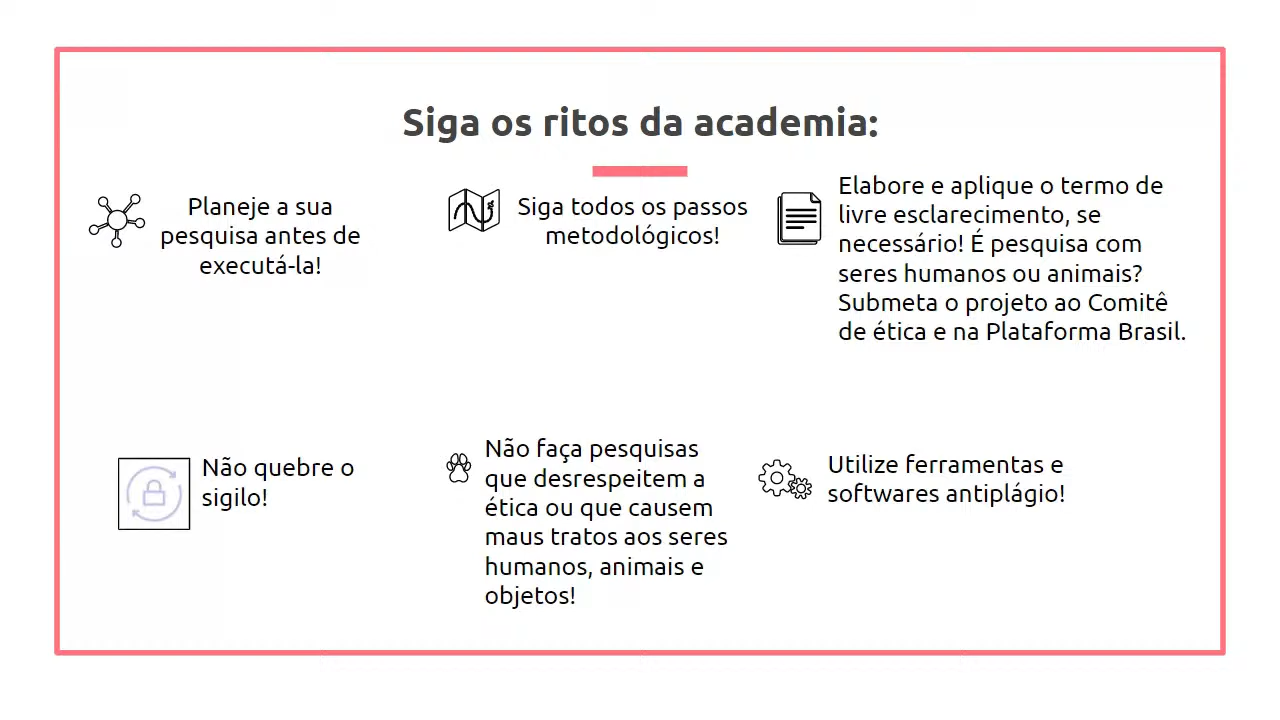 Siga os ritos da academia:
Planeje a sua
pesquisa antes de
executá-la!
Siga todos os passos
metodológicos!
Elabore e aplique o termo de
livre esclarecimento, se
necessário! É pesquisa com
seres humanos ou animais?
Submeta o projeto ao Comitê
de ética e na Plataforma Brasil.
Não quebre o
sigilo!
Não faça pesquisas
que desrespeitem a
ética ou que causem
maus tratos aos seres
humanos, animais e
objetos!
Utilize ferramentas e
softwares antiplágio!